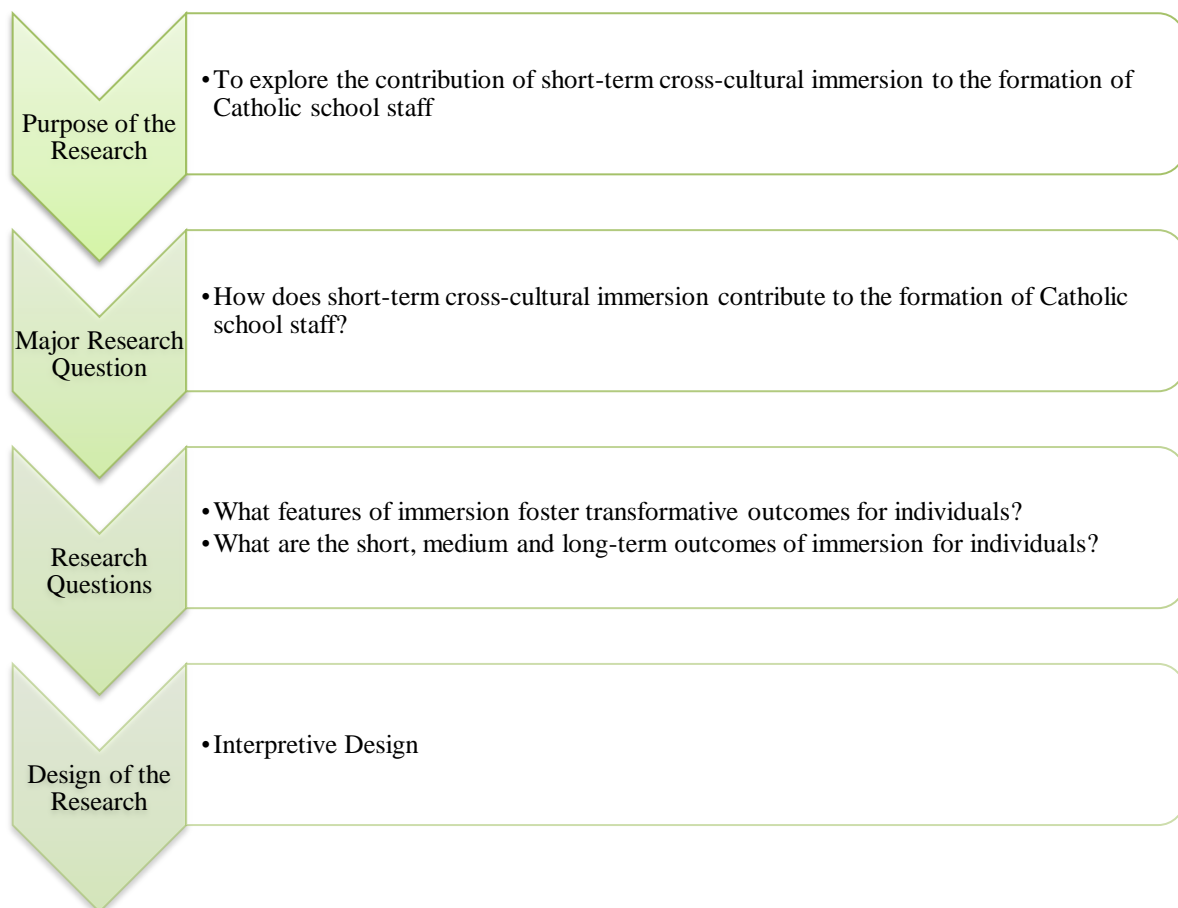 Purpose of the
Research
•To explore the contribution of short-term cross-cultural immersion to the formation of
Catholic school staff
Major Research
Question
•How does short-term cross-cultural immersion contribute to the formation of Catholic
school staff?
Research
Questions
•What features of immersion foster transformative outcomes for individuals?
•What are the short, medium and long-term outcomes of immersion for individuals?
Design of the
Research
•Interpretive Design